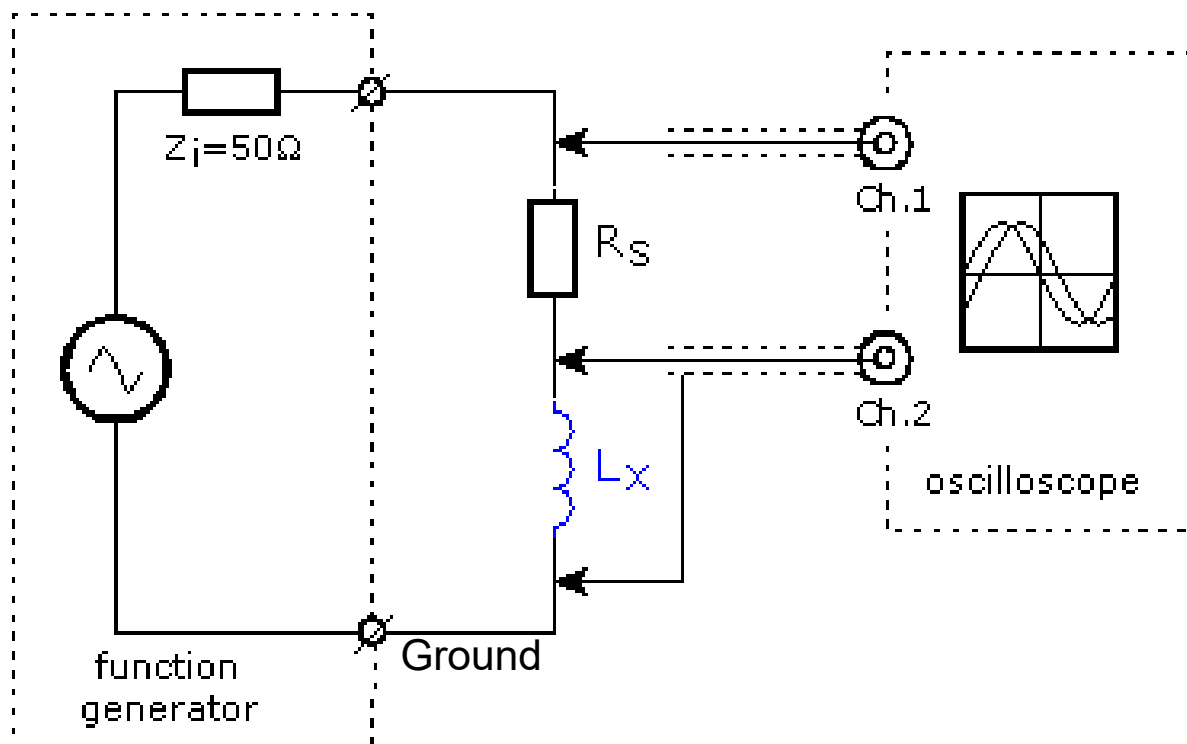 Zi=50Ω
Ch.1
RS
Ch.2
LX
oscilloscope
Ground
function
generator